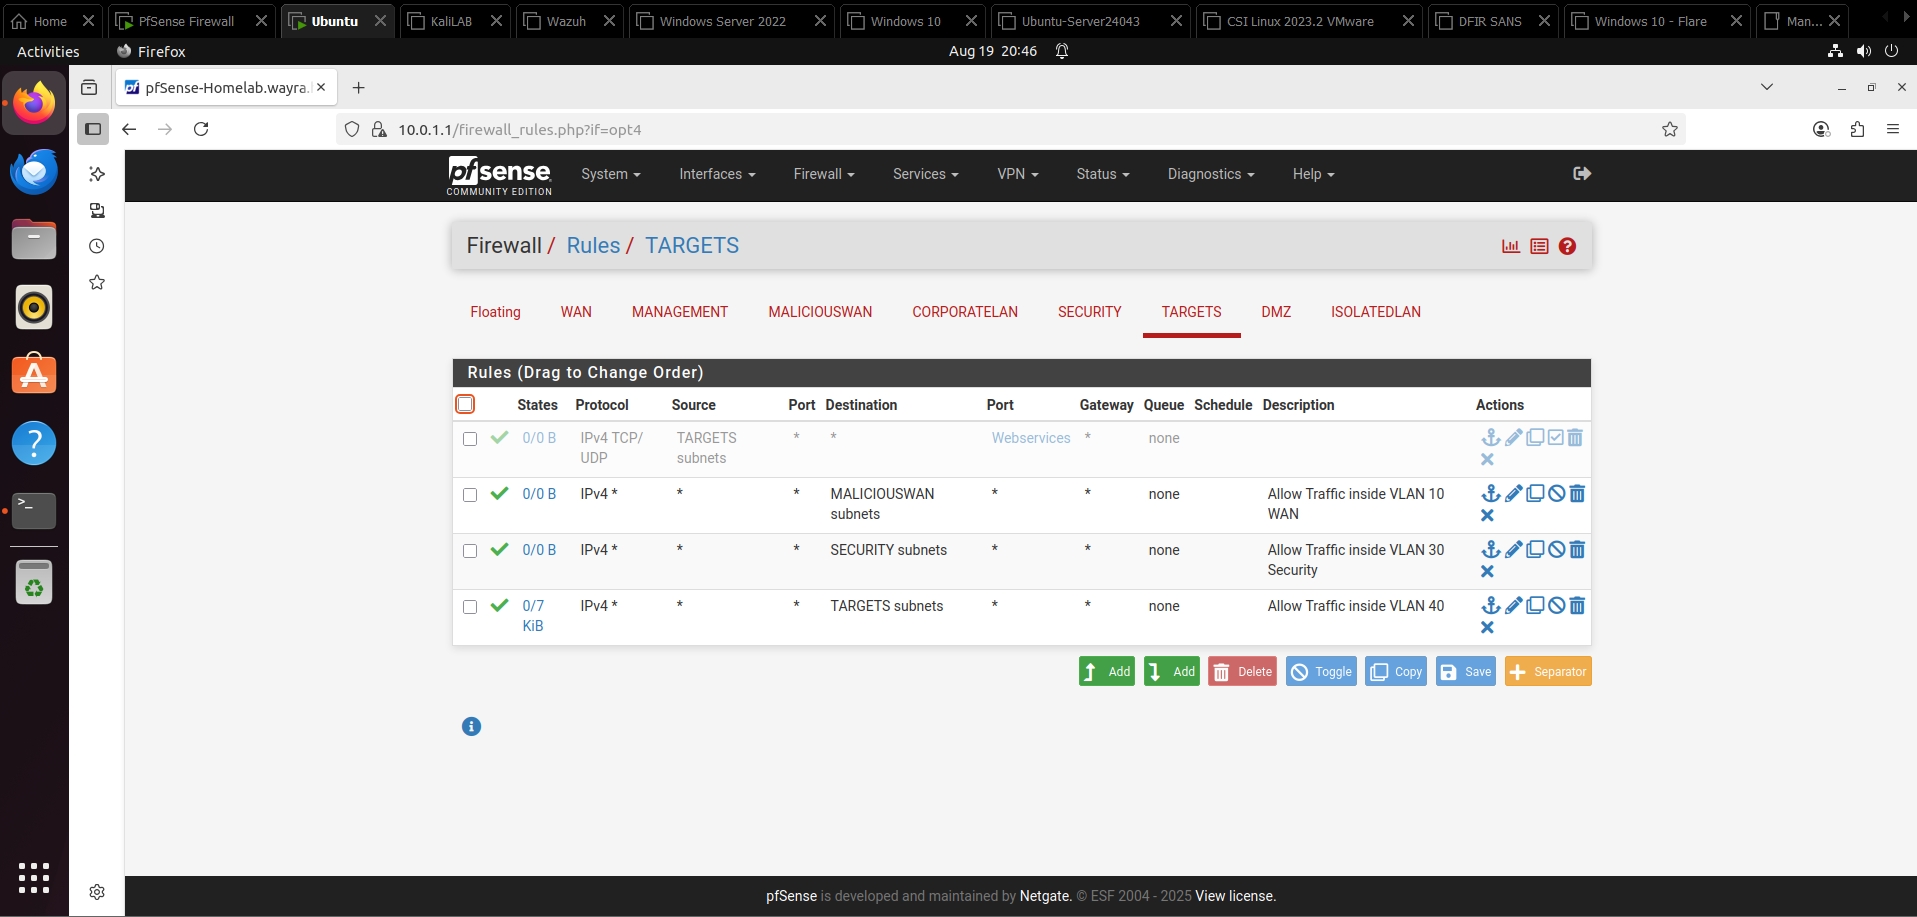 Home
PfSense Firewall
Ubuntu
KaliLAB
Wazuh
Windows Server 2022
Windows 10
Ubuntu-Server24043
CSI Linux 2023.2 VMware
DFIR SANS
Windows 10 - Flare
Man...
Activities
Firefox
Aug 19 20:46
pfSense-Homelab.wayra.
10.0.1.1/firewall_rules.php?if=opt4
pfsense
COMMUNITY EDITION
System
Interfaces
Firewall
Services
VPN
Status
Diagnostics
Help
Firewall / Rules / TARGETS
Floating
WAN
MANAGEMENT
MALICIOUSWAN
CORPORATELAN
SECURITY
TARGETS
DMZ
ISOLATEDLAN
Rules (Drag to Change Order)
States Protocol Source Port Destination Port Gateway Queue Schedule Description Actions
0/0 B IPv4 TCP/ TARGETS * * Webservices * none
UDP subnets
0/0 B IPv4 * * * MALICIOUSWAN * * none Allow Traffic inside VLAN 10
subnets WAN
0/0 B IPv4 * * * SECURITY subnets * * none Allow Traffic inside VLAN 30
Security
0/7 IPv4 * * * TARGETS subnets * * none Allow Traffic inside VLAN 40
KiB
Add
Add
Delete
Toggle
Copy
Save
Separator
pfSense is developed and maintained by Netgate. © ESF 2004 - 2025 View license.